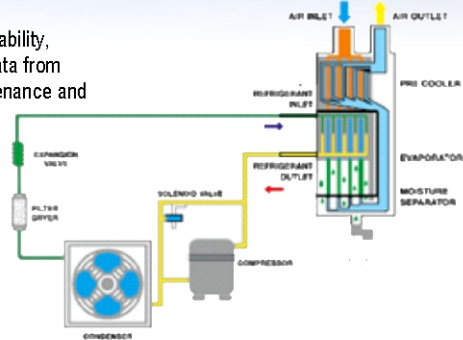 AIR INLET
AIR OUTLET
ability,
ata from
enance and
PRE COOLER
REFRIGERANT
INLET
EXPANSION
VALVE
EVAPORATOR
REFRIGERANT
OUTLET
MOISTURE
SEPARATOR
SOLENOID VALVE
FILTER
DRYER
COMPRESSOR
CONDENSER